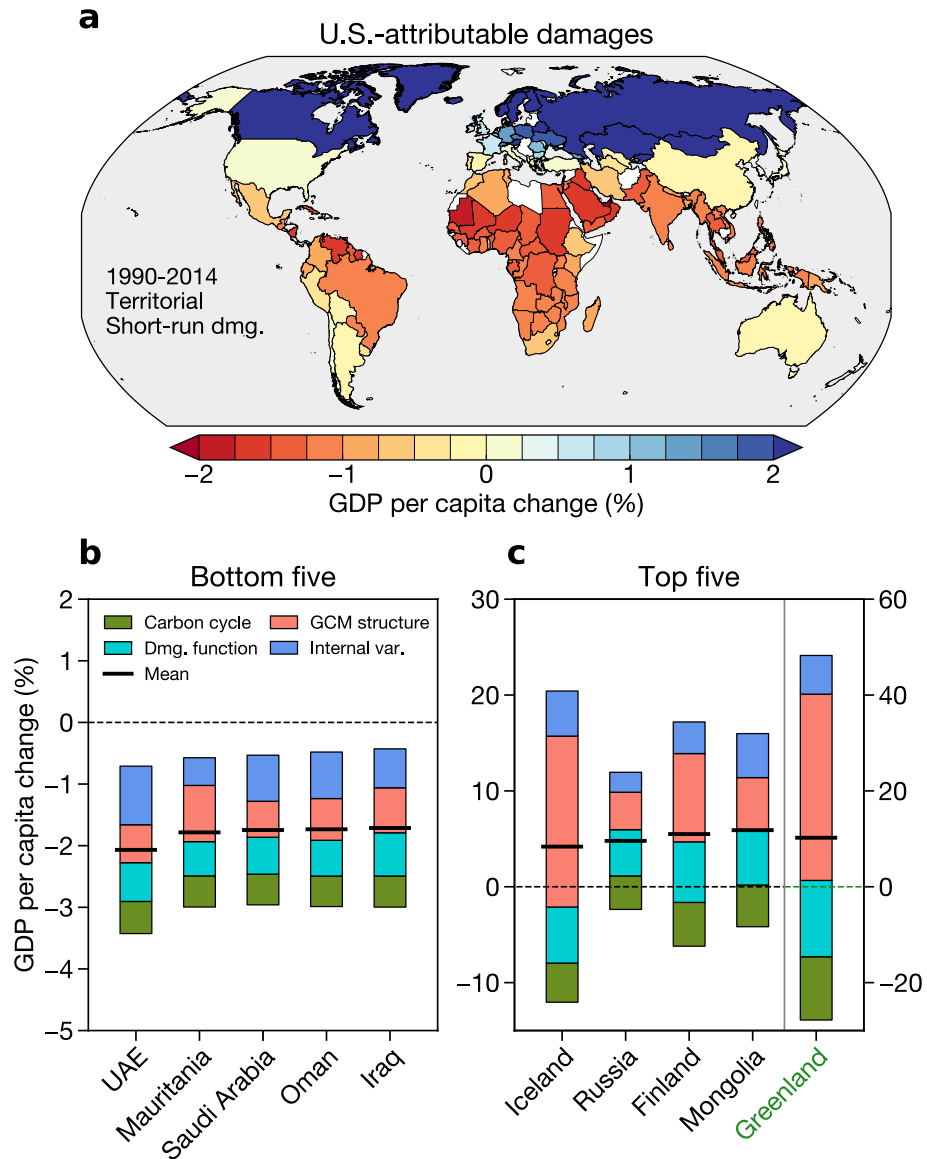 a
U.S.-attributable damages
1990-2014
Territorial
Short-run dmg.
−2 −1 0 1 2
GDP per capita change (%)
b
Bottom five
GDP per capita change (%)
2
1
0
−1
−2
−3
−4
−5
Carbon cycle
GCM structure
Dmg. function
Internal var.
Mean
UAE
Mauritania
Saudi Arabia
Oman
Iraq
c
Top five
30
20
10
0
−10
60
40
20
0
−20
Iceland
Russia
Finland
Mongolia
Greenland